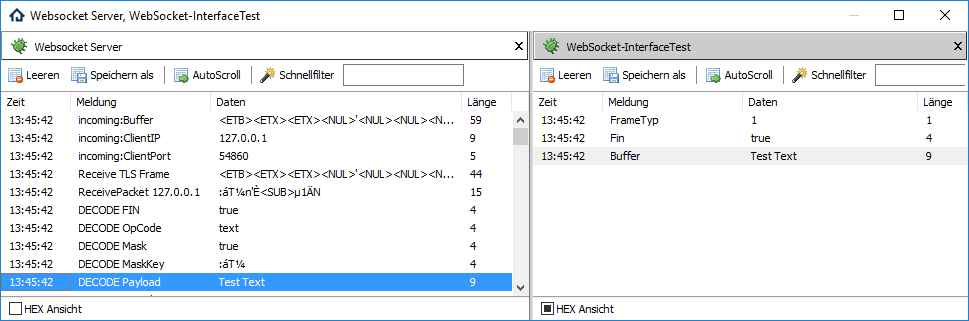 Websocket Server, WebSocket-InterfaceTest
Websocket Server
Leeren Speichern als AutoScroll Schnellfilter
Zeit Meldung Daten Länge
13:45:42 incoming:Buffer <ETB><ETX><ETX><NUL>'<NUL><NUL><N... 59
13:45:42 incoming:ClientIP 127.0.0.1 9
13:45:42 incoming:ClientPort 54860 5
13:45:42 Receive TLS Frame <ETB><ETX><ETX><NUL>'<NUL><NUL><N... 44
13:45:42 ReceivePacket 127.0.0.1 :áT¼n'È<SUB>µ1ÄN 15
13:45:42 DECODE FIN true 4
13:45:42 DECODE OpCode text 4
13:45:42 DECODE Mask true 4
13:45:42 DECODE MaskKey :áT¼ 4
13:45:42 DECODE Payload Test Text 9
HEX Ansicht
WebSocket-InterfaceTest
Leeren Speichern als AutoScroll Schnellfilter
Zeit Meldung Daten Länge
13:45:42 FrameTyp 1 1
13:45:42 Fin true 4
13:45:42 Buffer Test Text 9
HEX Ansicht